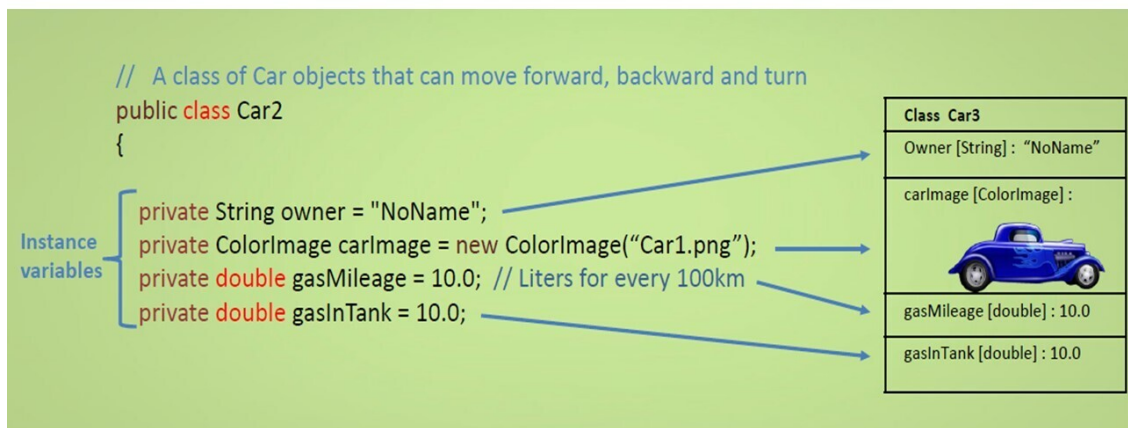 // A class of Car objects that can move forward, backward and turn
public class Car2
{
Instance variables
private String owner = "NoName";
private ColorImage carImage = new ColorImage(“Car1.png”);
private double gasMileage = 10.0; // Liters for every 100km
private double gasInTank = 10.0;
Class Car3
Owner [String] : “NoName”
carImage [ColorImage] :
gasMileage [double] : 10.0
gasInTank [double] : 10.0